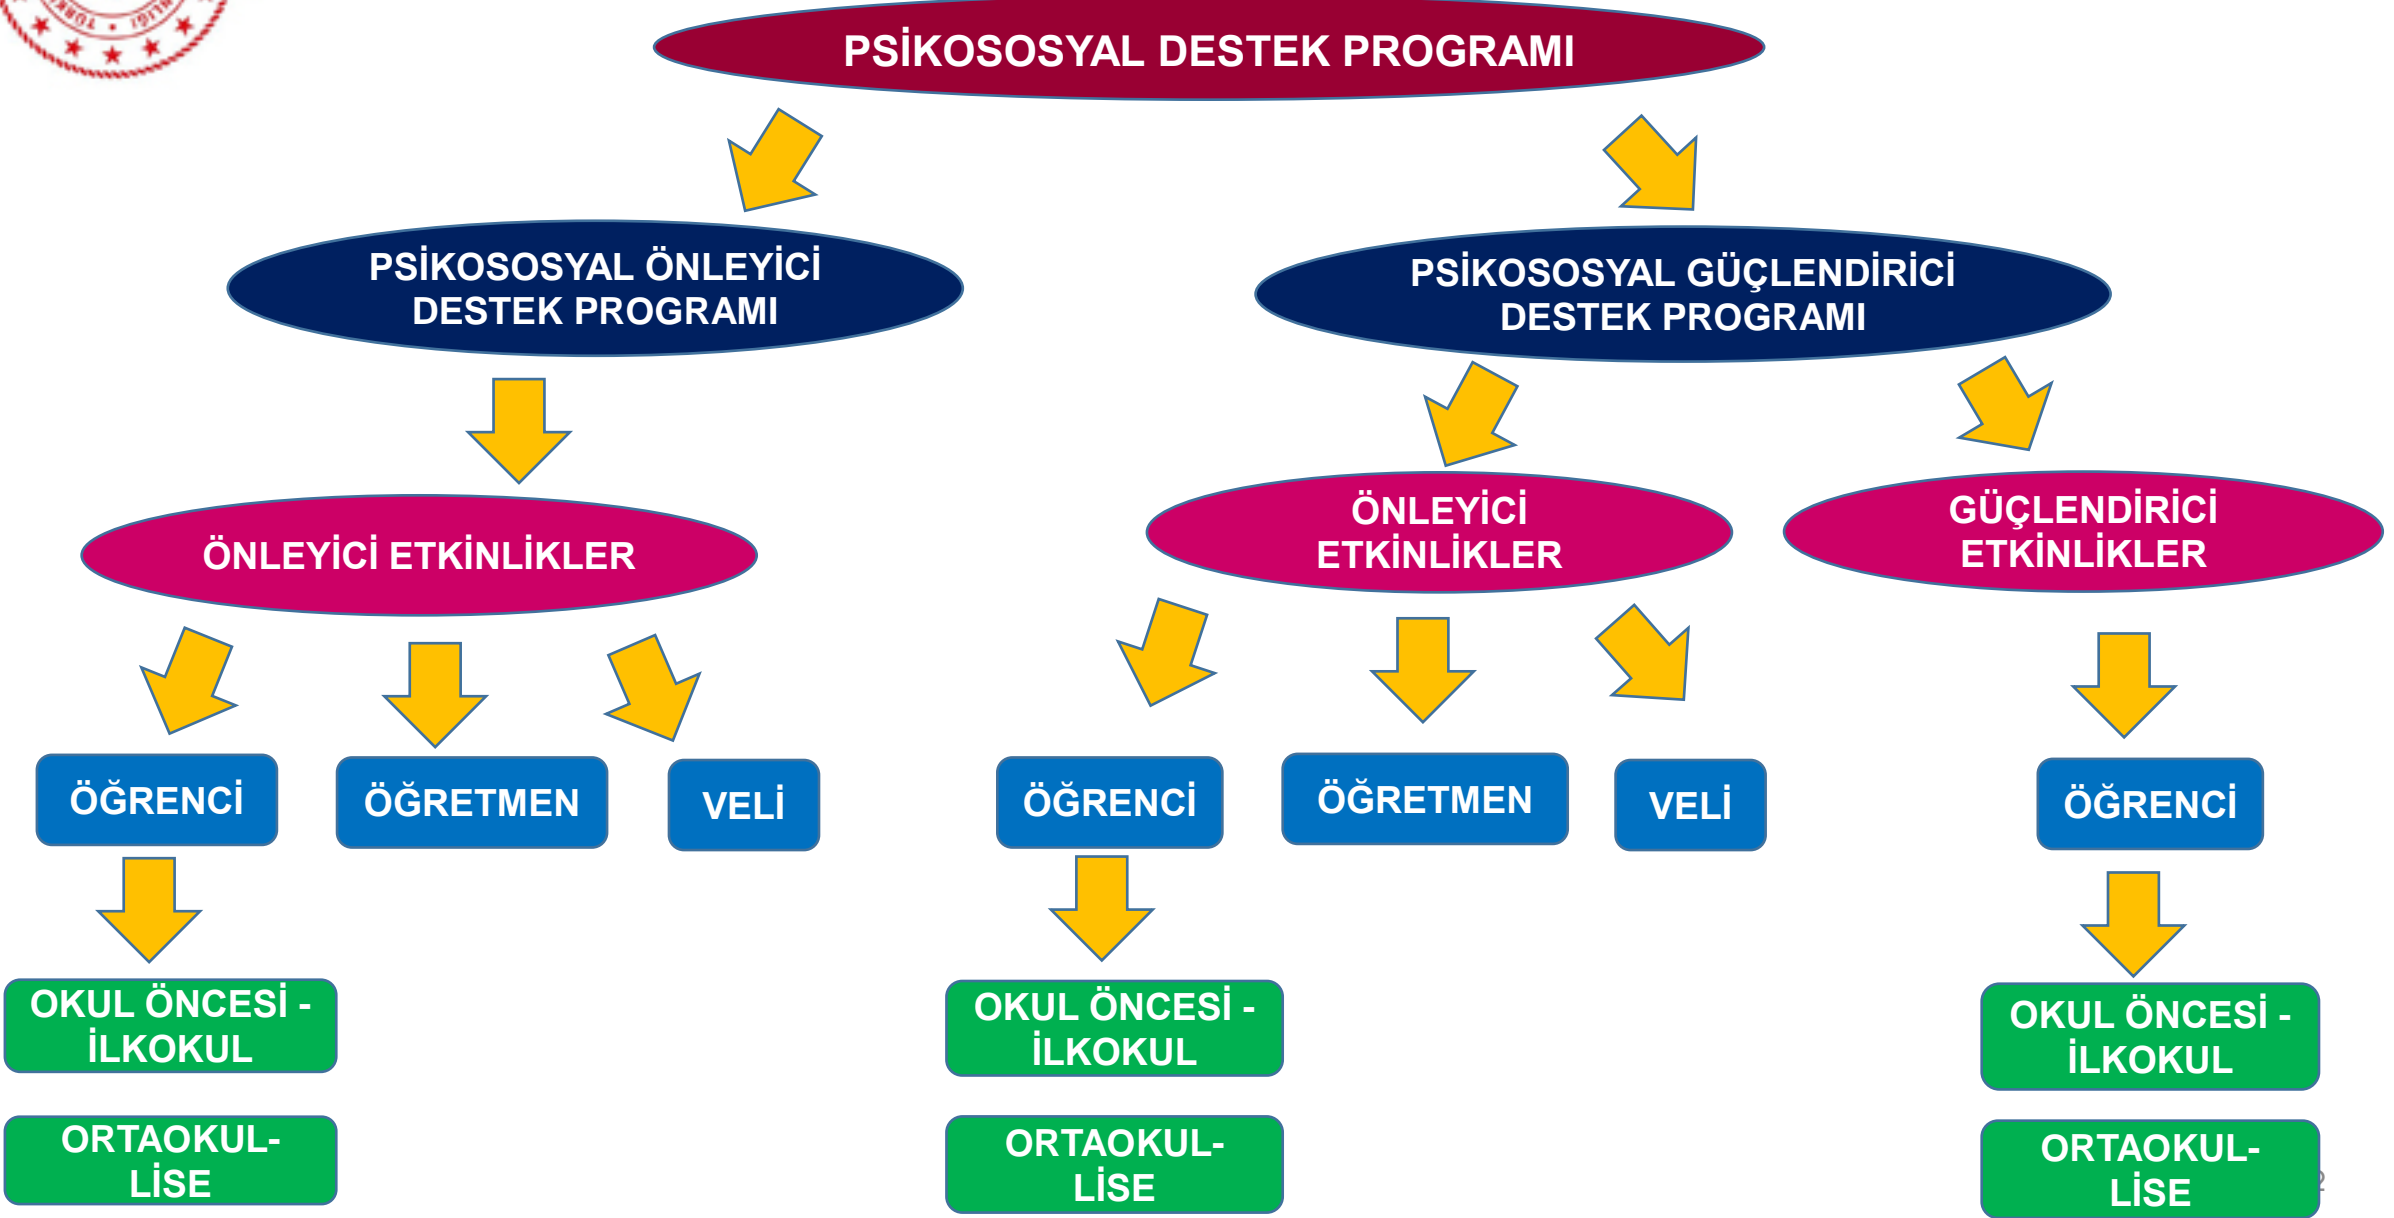 PSİKOSOSYAL DESTEK PROGRAMI
PSİKOSOSYAL ÖNLEYİCİ
DESTEK PROGRAMI
PSİKOSOSYAL GÜÇLENDİRİCİ
DESTEK PROGRAMI
ÖNLEYİCİ ETKİNLİKLER
ÖNLEYİCİ
ETKİNLİKLER
GÜÇLENDİRİCİ
ETKİNLİKLER
ÖĞRENCİ
ÖĞRETMEN
VELİ
ÖĞRENCİ
ÖĞRETMEN
VELİ
ÖĞRENCİ
OKUL ÖNCESİ -
İLKOKUL
OKUL ÖNCESİ -
İLKOKUL
OKUL ÖNCESİ -
İLKOKUL
ORTAOKUL-
LİSE
ORTAOKUL-
LİSE
ORTAOKUL-
LİSE